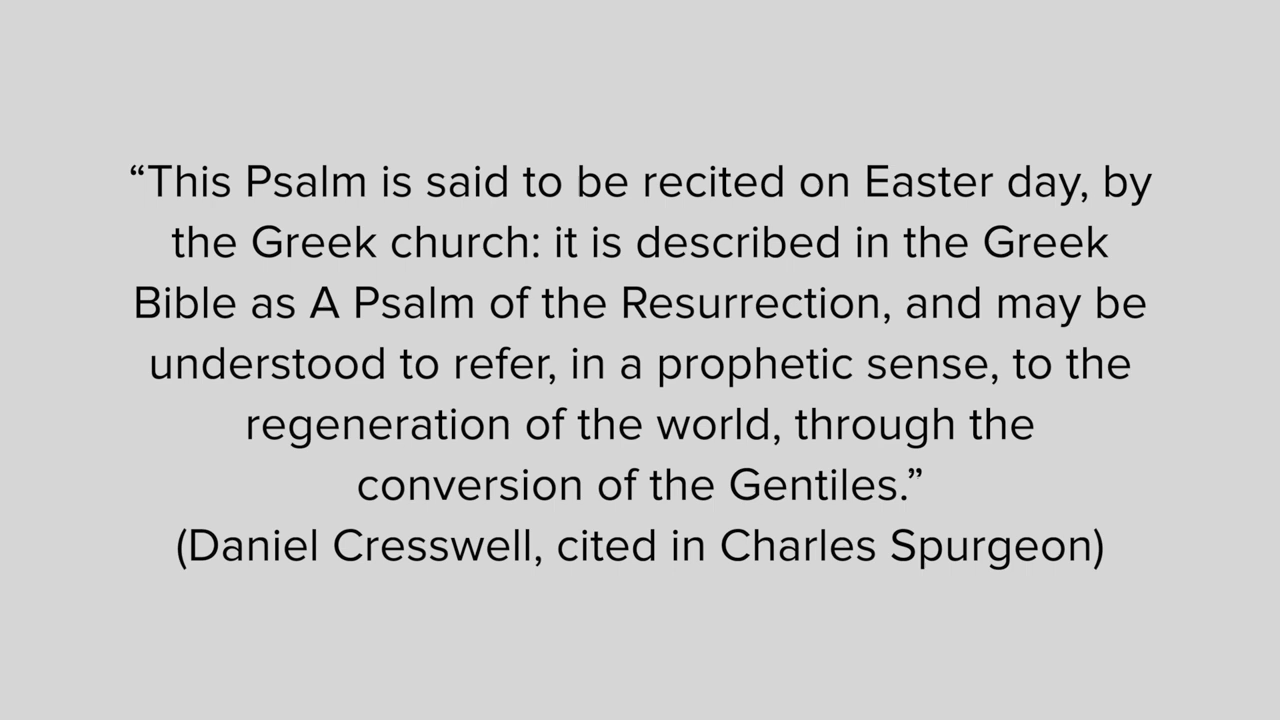 “This Psalm is said to be recited on Easter day, by
the Greek church: it is described in the Greek
Bible as A Psalm of the Resurrection, and may be
understood to refer, in a prophetic sense, to the
regeneration of the world, through the
conversion of the Gentiles.”
(Daniel Cresswell, cited in Charles Spurgeon)